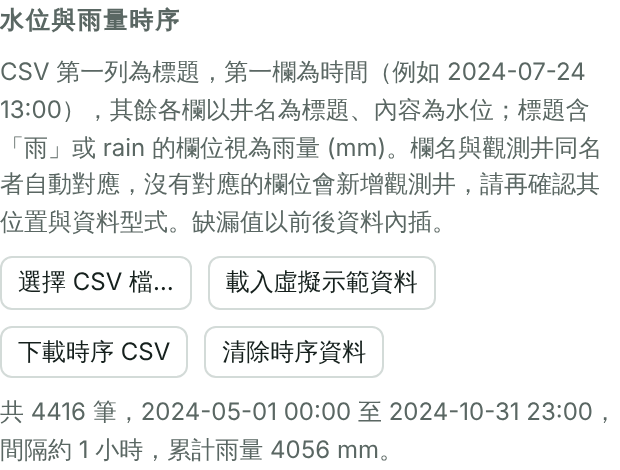 水位與雨量時序
CSV 第一列為標題，第一欄為時間（例如 2024-07-24
13:00），其餘各欄以井名為標題、內容為水位；標題含
「雨」或 rain 的欄位視為雨量 (mm)。欄名與觀測井同名
者自動對應，沒有對應的欄位會新增觀測井，請再確認其
位置與資料型式。缺漏值以前後資料內插。
選擇 CSV 檔...
載入虛擬示範資料
下載時序 CSV
清除時序資料
共 4416 筆，2024-05-01 00:00 至 2024-10-31 23:00，
間隔約 1 小時，累計雨量 4056 mm。